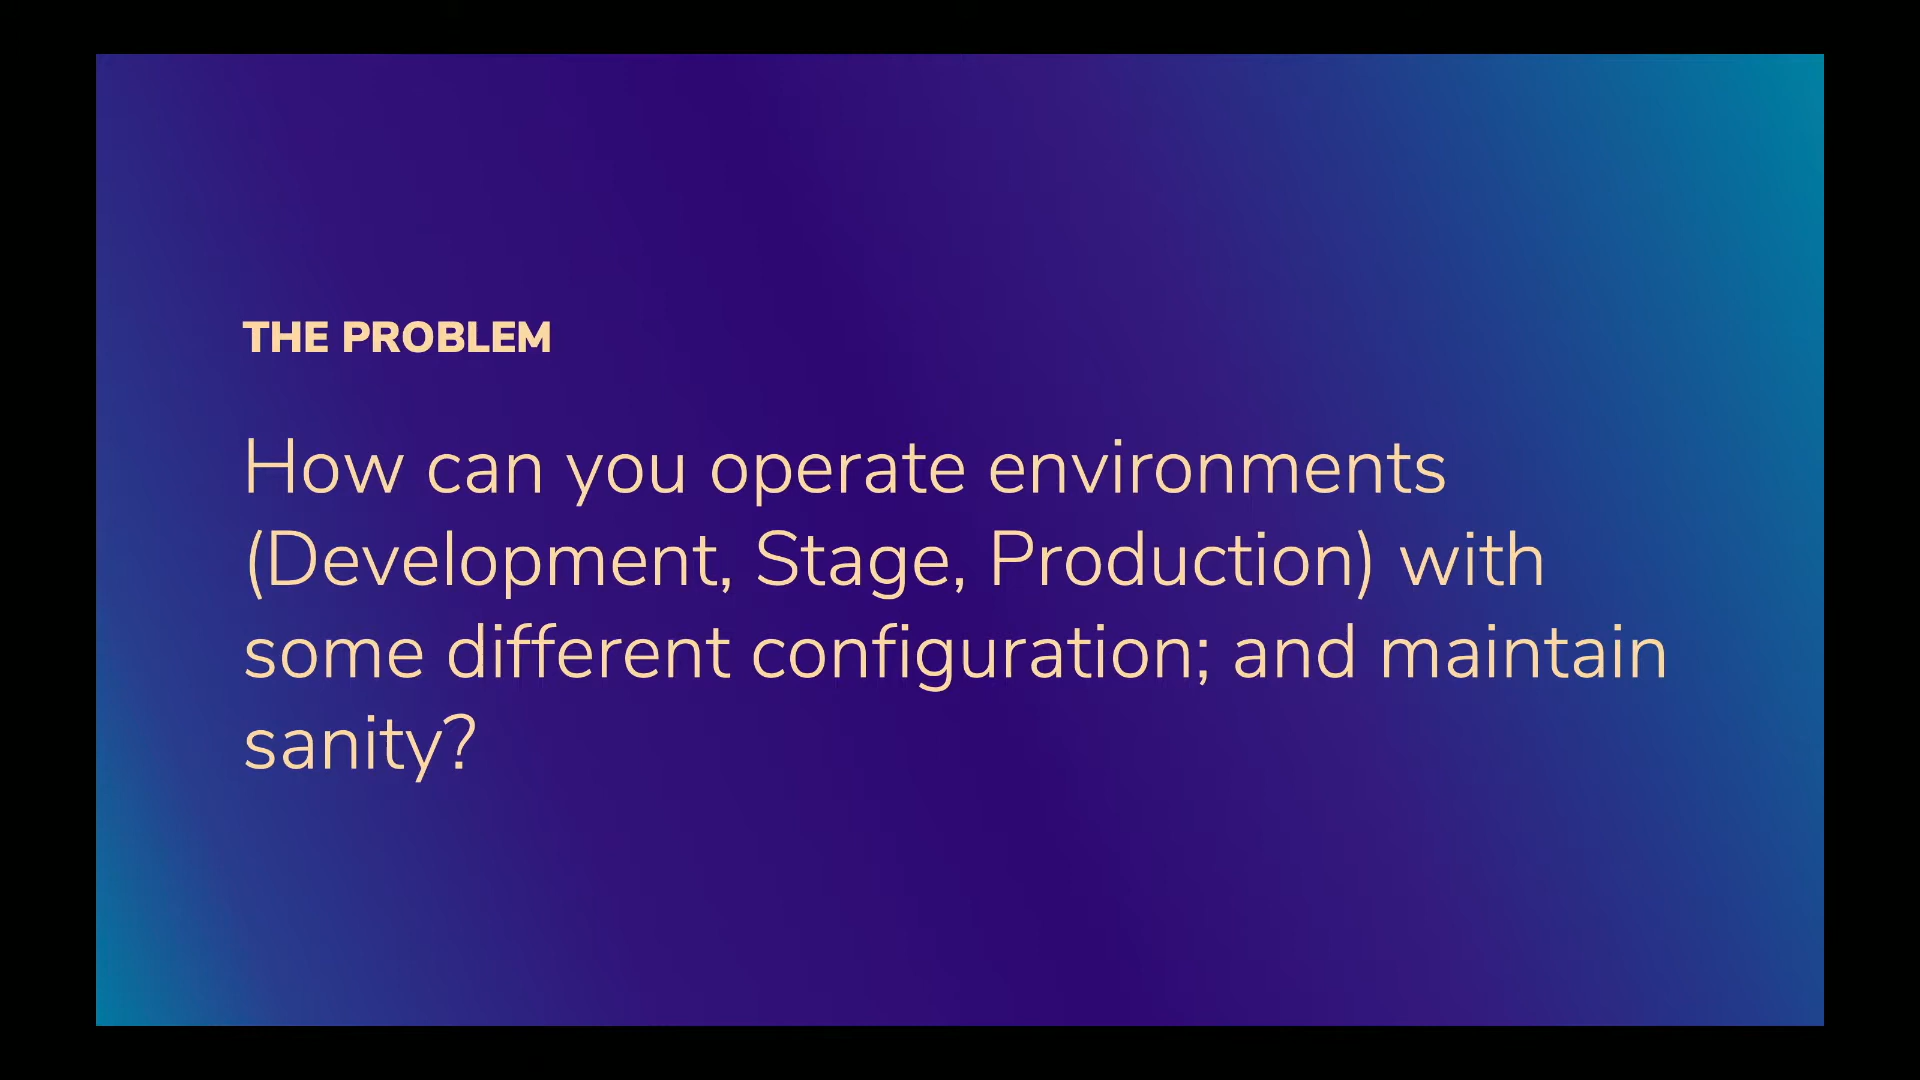 THE PROBLEM
How can you operate environments
(Development, Stage, Production) with
some different configuration; and maintain
sanity?